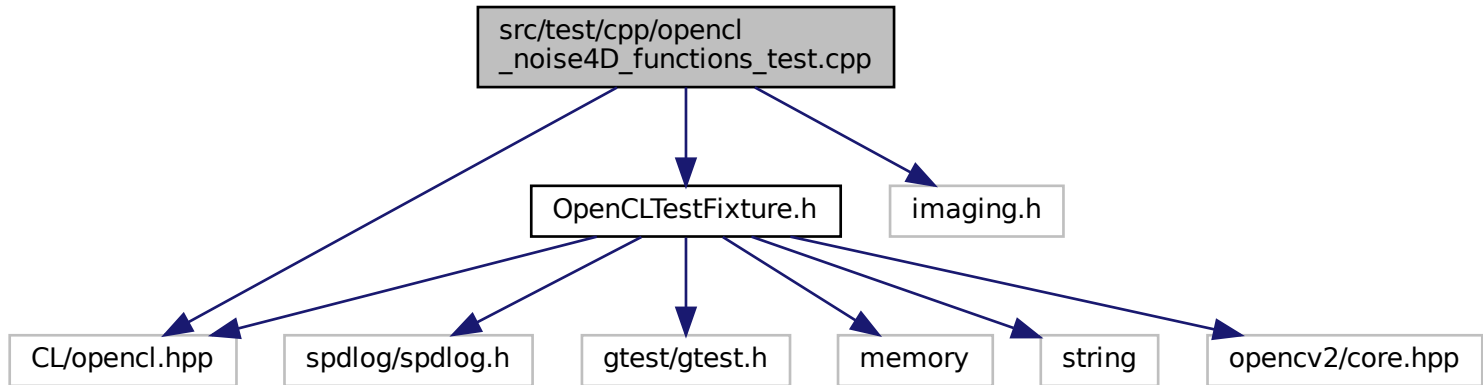 src/test/cpp/opencl
_noise4D_functions_test.cpp
OpenCLTestFixture.h
imaging.h
CL/opencl.hpp
spdlog/spdlog.h
gtest/gtest.h
memory
string
opencv2/core.hpp